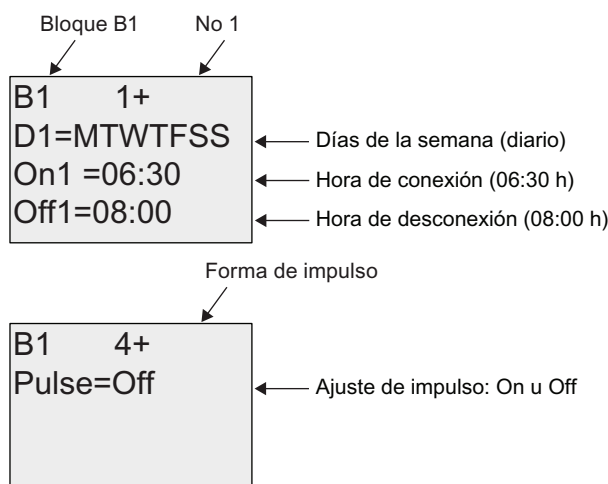 Bloque B1 No 1
B1 1+
D1=MTWTFSS
Días de la semana (diario)
On1 =06:30
Hora de conexión (06:30 h)
Off1=08:00
Hora de desconexión (08:00 h)
Forma de impulso
B1 4+
Pulse=Off
Ajuste de impulso: On u Off